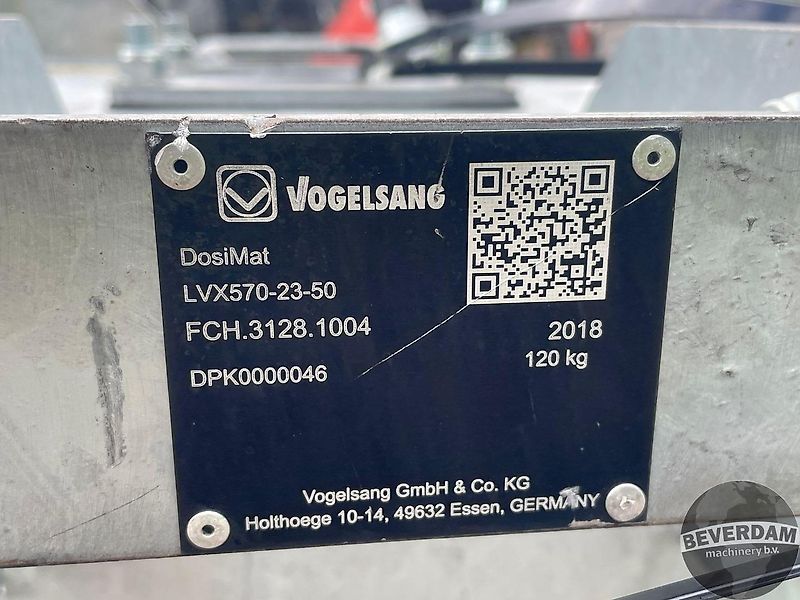 VOGELSANG
DosiMat
LVX570-23-50
FCH.3128.1004 2018
120 kg
DPK0000046
Vogelsang GmbH & Co. KG
Holthoege 10-14, 49632 Essen, GERMANY
BEVERDAM
machinery b.v.